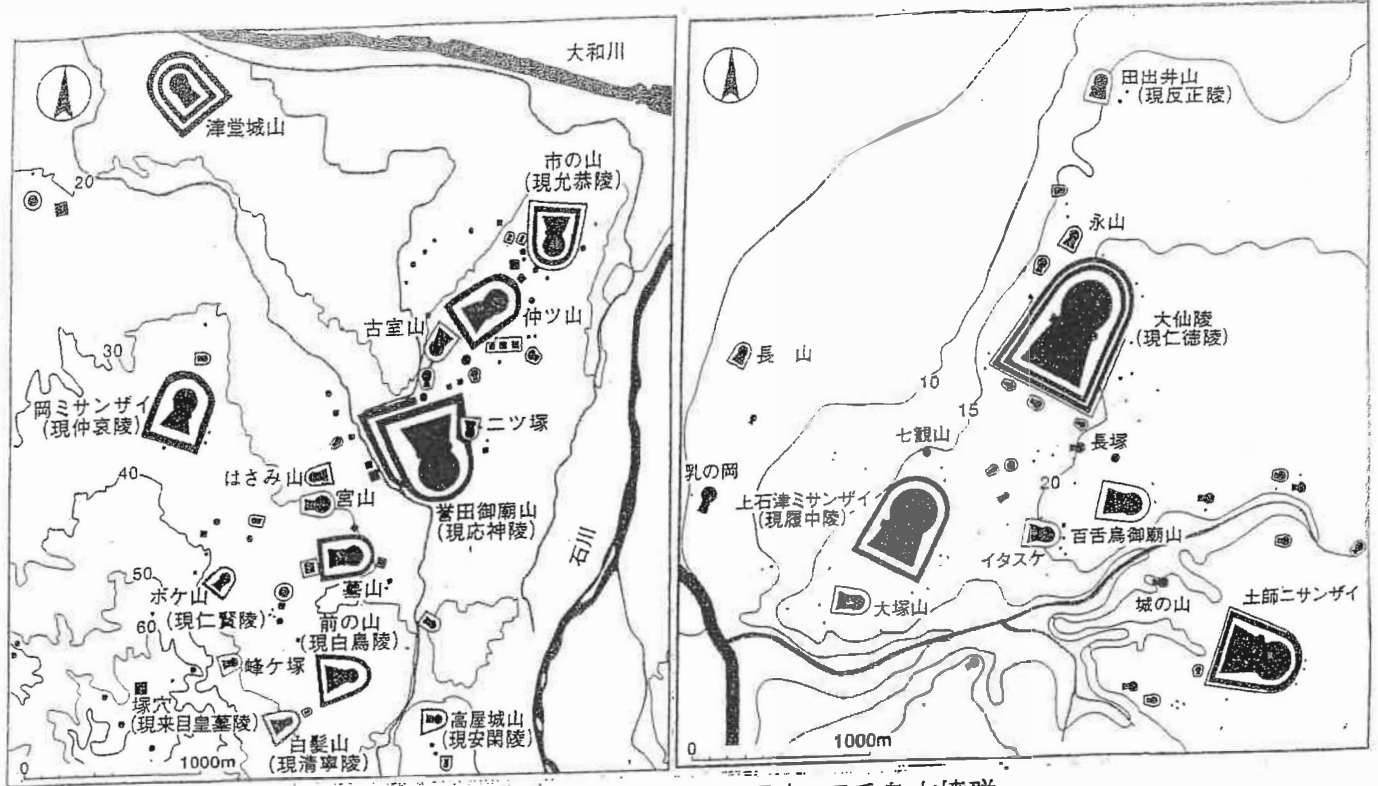 大和川
津堂城山
市の山
(現允恭陵)
20
古室山
仲ツ山
30
岡ミサンザイ
(現仲哀陵)
二ツ塚
はさみ山
40
宮山
誉田御廟山
(現応神陵)
石川
墓山
50
ボケ山
(現仁賢陵)
前の山
(現白鳥陵)
60
峰ケ塚
塚穴
(現来目皇墓陵)
白髪山
(現清寧陵)
高屋城山
(現安閑陵)
0
1000m
田出井山
(現反正陵)
永山
大仙陵
(現仁徳陵)
長山
10
15
七観山
長塚
乳の岡
20
上石津ミサンザイ
(現履中陵)
百舌鳥御廟山
イタスケ
大塚山
城の山
土師ニサンザイ
0
1000m